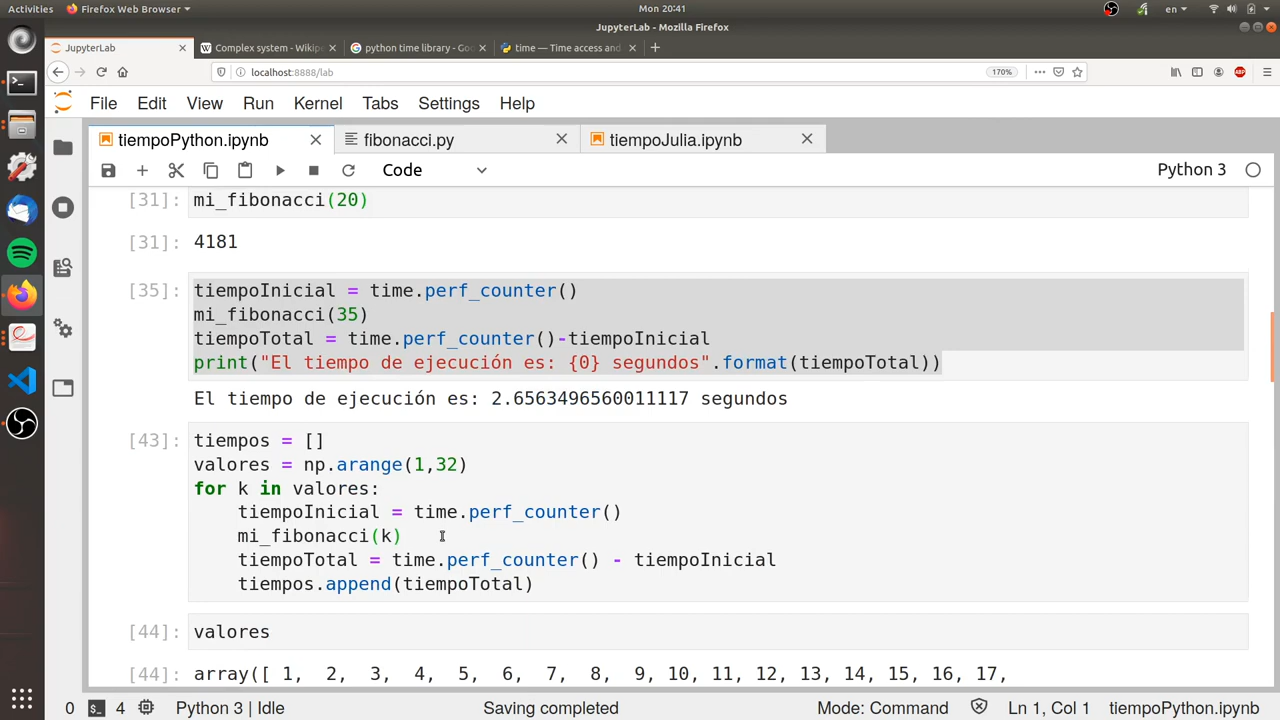 Activities
Firefox Web Browser
Mon 20:41
en
JupyterLab - Mozilla Firefox
JupyterLab
Complex system - Wikipe
python time library - Goo
time — Time access and
localhost:8888/lab
170%
ABP
File Edit View Run Kernel Tabs Settings Help
tiempoPython.ipynb
fibonacci.py
tiempoJulia.ipynb
Code
Python 3
[31]: mi_fibonacci(20)
[31]: 4181
[35]: tiempoInicial = time.perf_counter()
mi_fibonacci(35)
tiempoTotal = time.perf_counter()-tiempoInicial
print("El tiempo de ejecución es: {0} segundos".format(tiempoTotal))
El tiempo de ejecución es: 2.6563496560011117 segundos
[43]: tiempos = []
valores = np.arange(1,32)
for k in valores:
tiempoInicial = time.perf_counter()
mi_fibonacci(k)
tiempoTotal = time.perf_counter() - tiempoInicial
tiempos.append(tiempoTotal)
[44]: valores
[44]: array([ 1, 2, 3, 4, 5, 6, 7, 8, 9, 10, 11, 12, 13, 14, 15, 16, 17,
0
4
Python 3 | Idle
Saving completed
Mode: Command
Ln 1, Col 1
tiempoPython.ipynb